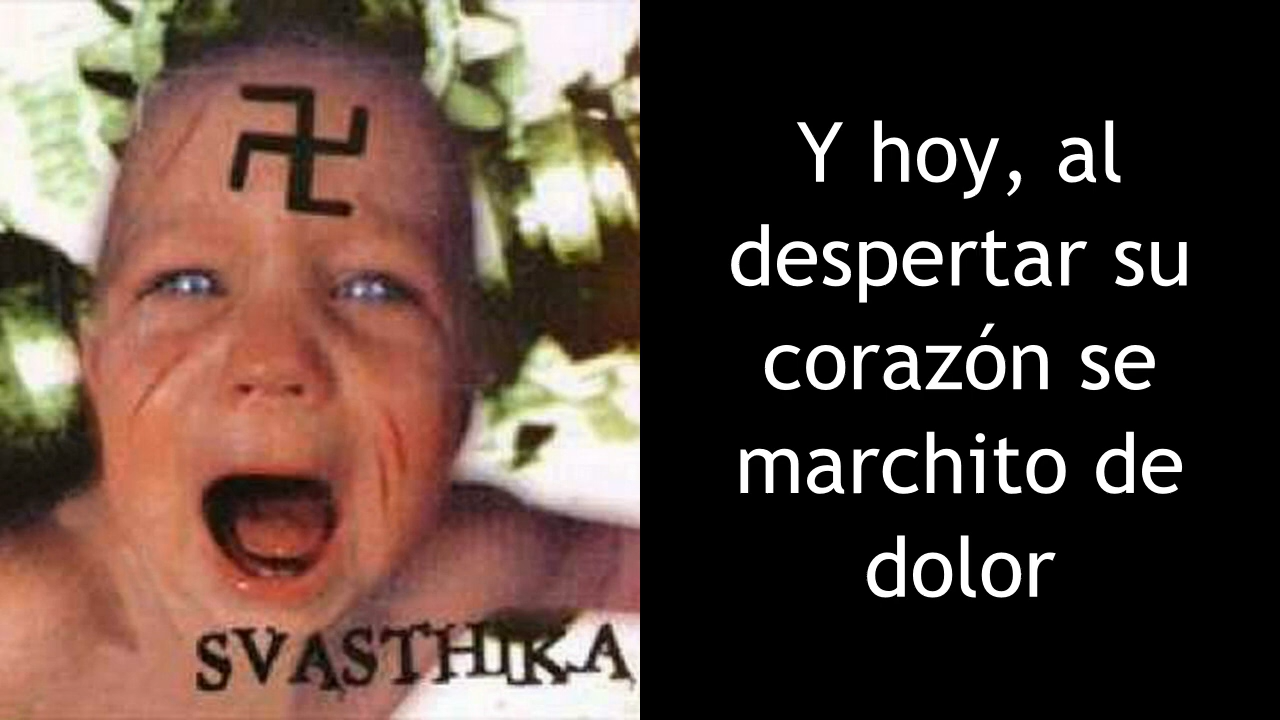 SVASTHIKA
Y hoy, al
despertar su
corazón se
marchito de
dolor